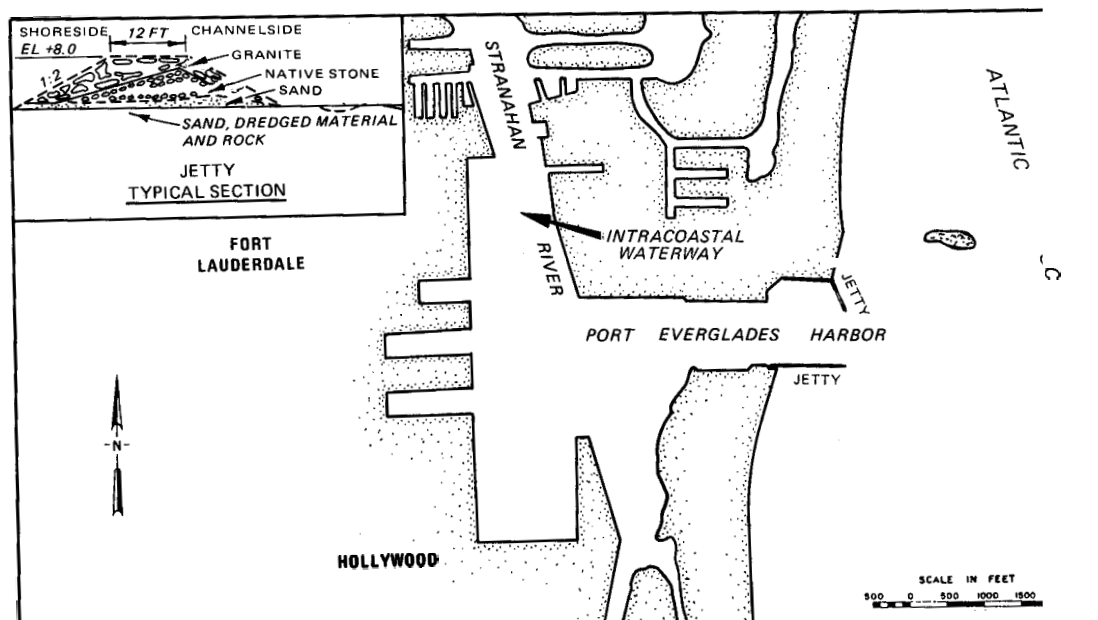 SHORESIDE
12 FT
CHANNELSIDE
EL +8.0
1:2
GRANITE
NATIVE STONE
SAND
SAND, DREDGED MATERIAL
AND ROCK
JETTY
TYPICAL SECTION
STRANAHAN
RIVER
INTRACOASTAL
WATERWAY
ATLANTIC
C
FORT
LAUDERDALE
JETTY
PORT EVERGLADES HARBOR
JETTY
N
HOLLYWOOD
SCALE IN FEET
500 0 500 1000 1500